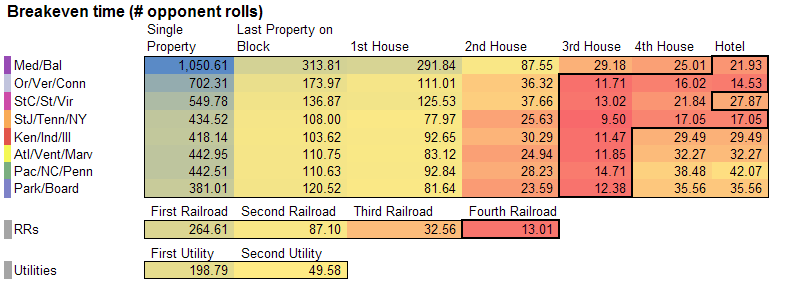 Breakeven time (# opponent rolls)
Single Property Last Property on Block 1st House 2nd House 3rd House 4th House Hotel
Med/Bal 1,050.61 313.81 291.84 87.55 29.18 25.01 21.93
Or/Ver/Conn 702.31 173.97 111.01 36.32 11.71 16.02 14.53
StC/St/Vir 549.78 136.87 125.53 37.66 13.02 21.84 27.87
StJ/Tenn/NY 434.52 108.00 77.97 25.63 9.50 17.05 17.05
Ken/Ind/Ill 418.14 103.62 92.65 30.29 11.47 29.49 29.49
Atl/Vent/Marv 442.95 110.75 83.12 24.94 11.85 32.27 32.27
Pac/NC/Penn 442.51 110.63 92.84 28.23 14.71 38.48 42.07
Park/Board 381.01 120.52 81.64 23.59 12.38 35.56 35.56
First Railroad Second Railroad Third Railroad Fourth Railroad
RRs 264.61 87.10 32.56 13.01
First Utility Second Utility
Utilities 198.79 49.58